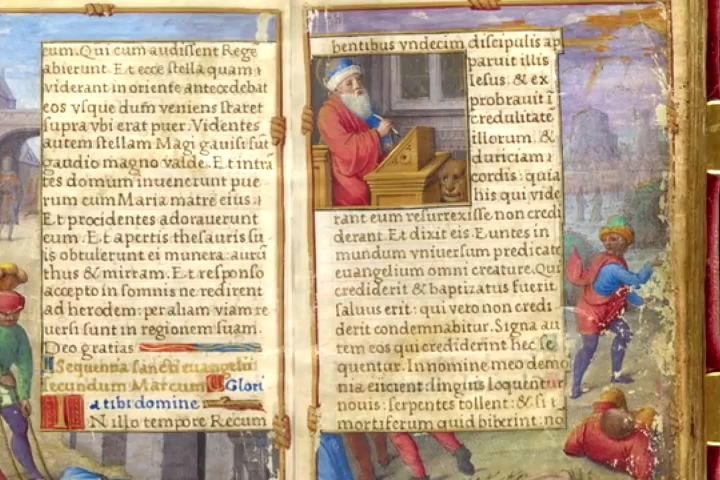 eum. Qui cum audissent Regē
abierunt. Et ecce stella quam
viderant in oriente antecedebat
eos vsque dum veniens staret
supra vbi erat puer. Videntes
autem stellam Magi gauisi sūt
gaudio magno valde. Et intrā
tes domum inuenerunt pue
rum cum Maria matre eius.
Et procidentes adorauerunt
eum. Et apertis thesauris su
is obtulerunt ei munera: aurū
thus & mirram. Et responso
accepto in somnis ne redirent
ad herodem: per aliam viam re
uersi sunt in regionem suam.
Deo gratias
Sequentia sancti euangelii
secundum Marcum Glori
a tibi domine
IN illo tempore Recum
bentibus vndecim discipulis ap
paruit illis
Iesus: & ex
probrauit ī
credulitatē
illorum, &
duriciam
cordis: quia
his qui vide
rant eum resurrexisse non credi
derant. Et dixit eis. Euntes in
mundum vniuersum predicate
euangelium omni creature. Qui
crediderit & baptizatus fuerit
saluus erit: qui vero non credi
derit condemnabitur. Signa au
tem eos qui crediderint hec se
quentur. In nomine meo demo
nia eiicient: linguis loquentur
nouis: serpentes tollent: & si
mortiferum quid biberint: no